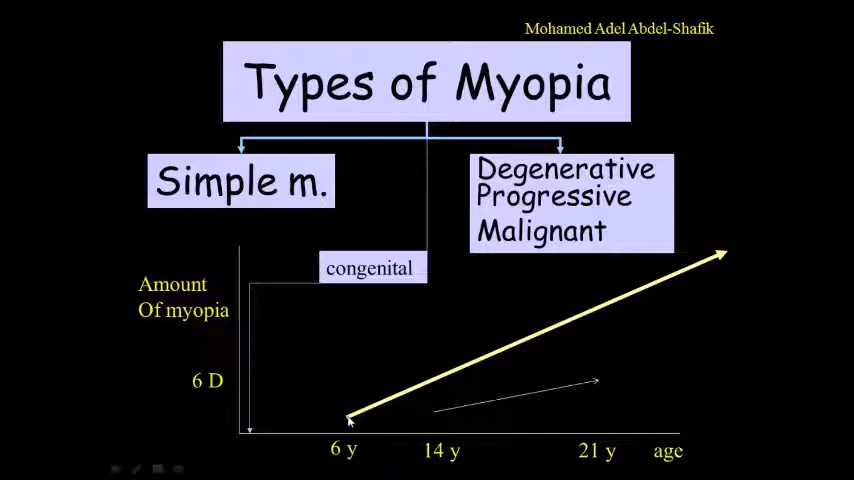 Mohamed Adel Abdel-Shafik
Types of Myopia
Simple m.
Degenerative
Progressive
Malignant
congenital
Amount
Of myopia
6 D
6 y
14 y
21 y
age